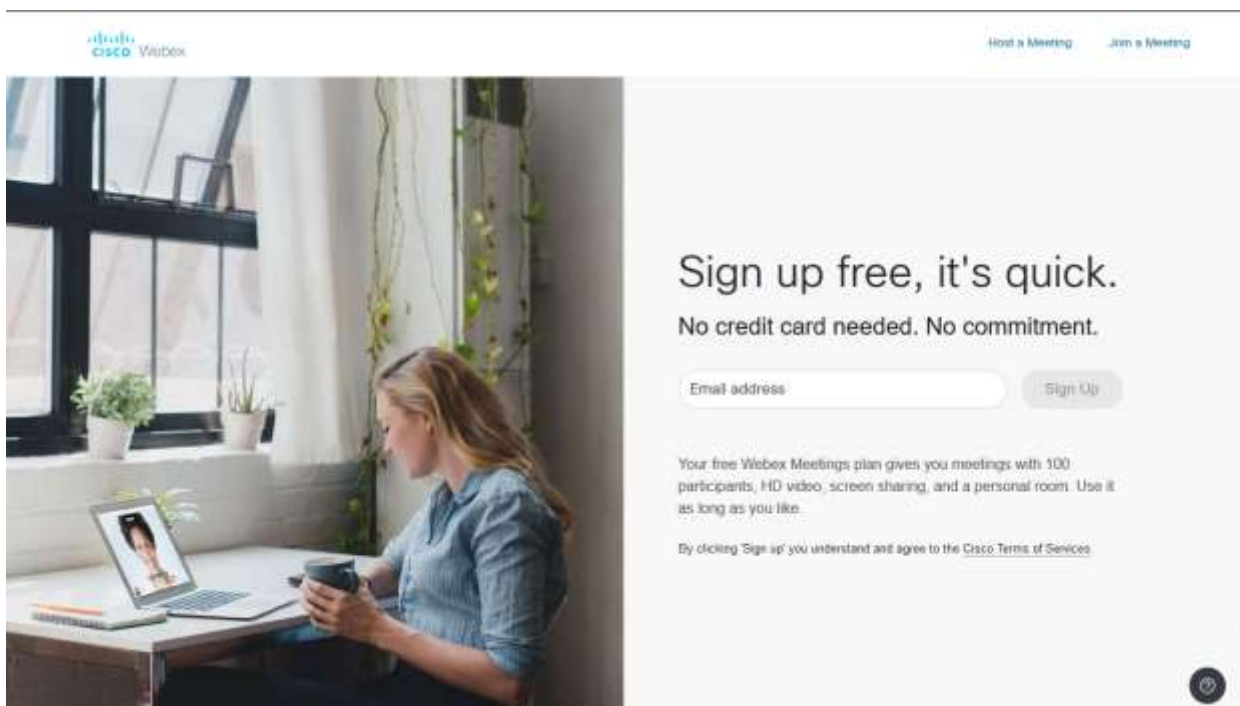 CISCO Webex
Host a Meeting
Join a Meeting
Sign up free, it's quick.
No credit card needed. No commitment.
Email address
Sign Up
Your free Webex Meetings plan gives you meetings with 100
participants, HD video, screen sharing, and a personal room. Use it
as long as you like.
By clicking 'Sign up' you understand and agree to the Cisco Terms of Services.
?